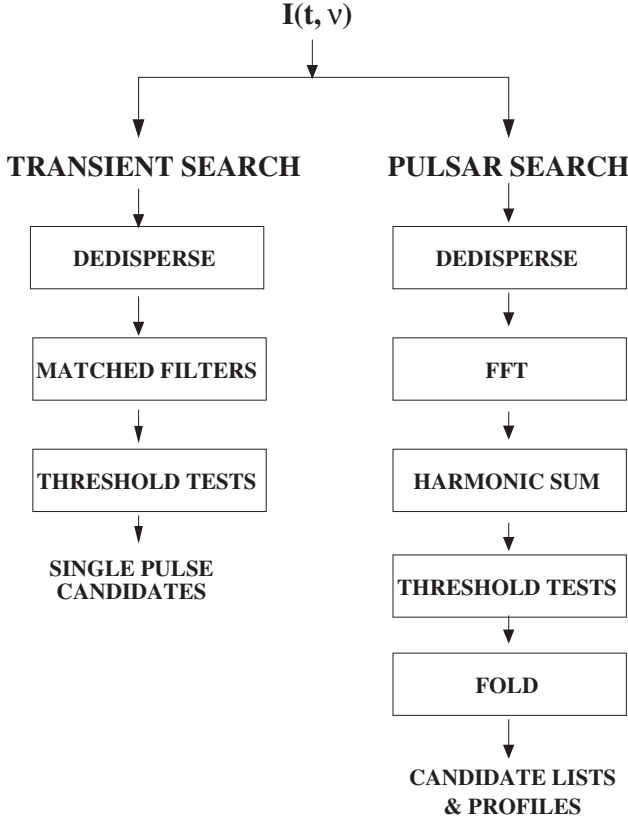 I(t, ν)
TRANSIENT SEARCH
DEDISPERSE
MATCHED FILTERS
THRESHOLD TESTS
SINGLE PULSE
CANDIDATES
PULSAR SEARCH
DEDISPERSE
FFT
HARMONIC SUM
THRESHOLD TESTS
FOLD
CANDIDATE LISTS
& PROFILES